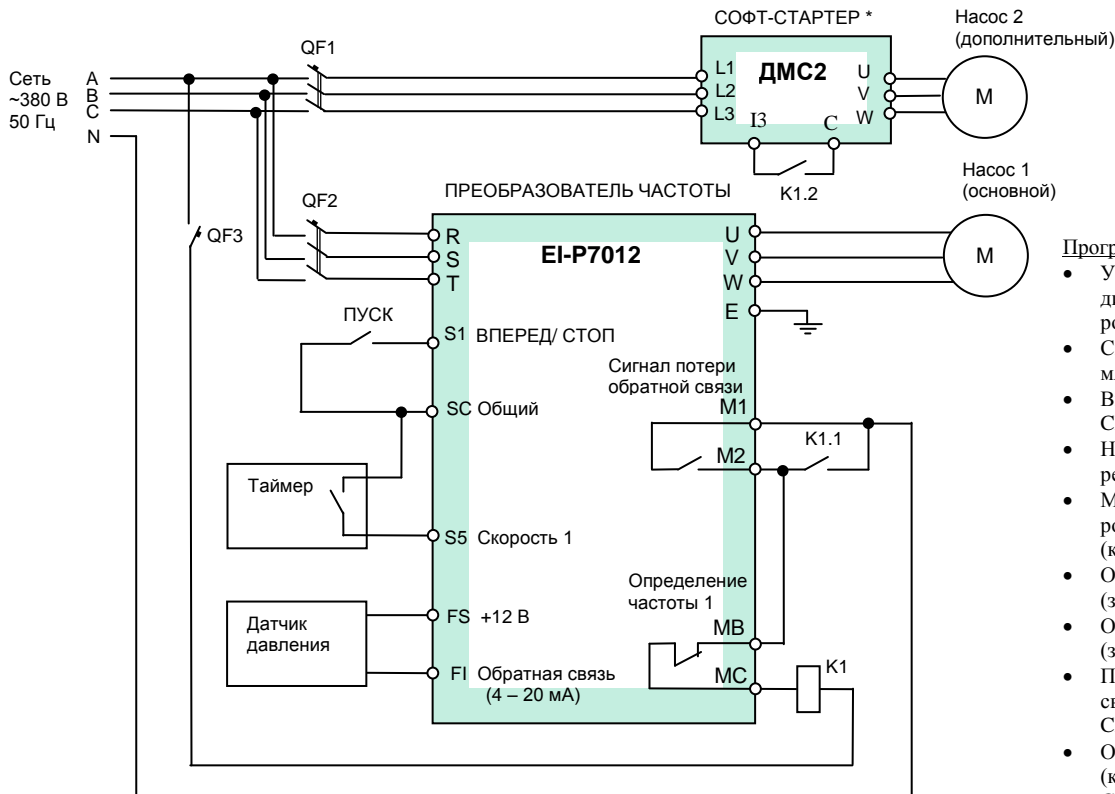 СОФТ-СТАРТЕР *
Насос 2
(дополнительный)
QF1
Сеть
~380 В
50 Гц
A
B
C
N
L1
L2
L3
ДМС2
U
V
W
I3
C
M
K1.2
Насос 1
(основной)
ПРЕОБРАЗОВАТЕЛЬ ЧАСТОТЫ
QF2
QF3
R
S
T
EI-P7012
U
V
W
E
M
ПУСК
S1 ВПЕРЕД/ СТОП
SC Общий
Сигнал потери
обратной связи
M1
M2
K1.1
Таймер
S5 Скорость 1
Определение
частоты 1
MB
MC
K1
Датчик
давления
FS +12 В
FI Обратная связь
(4 – 20 мА)